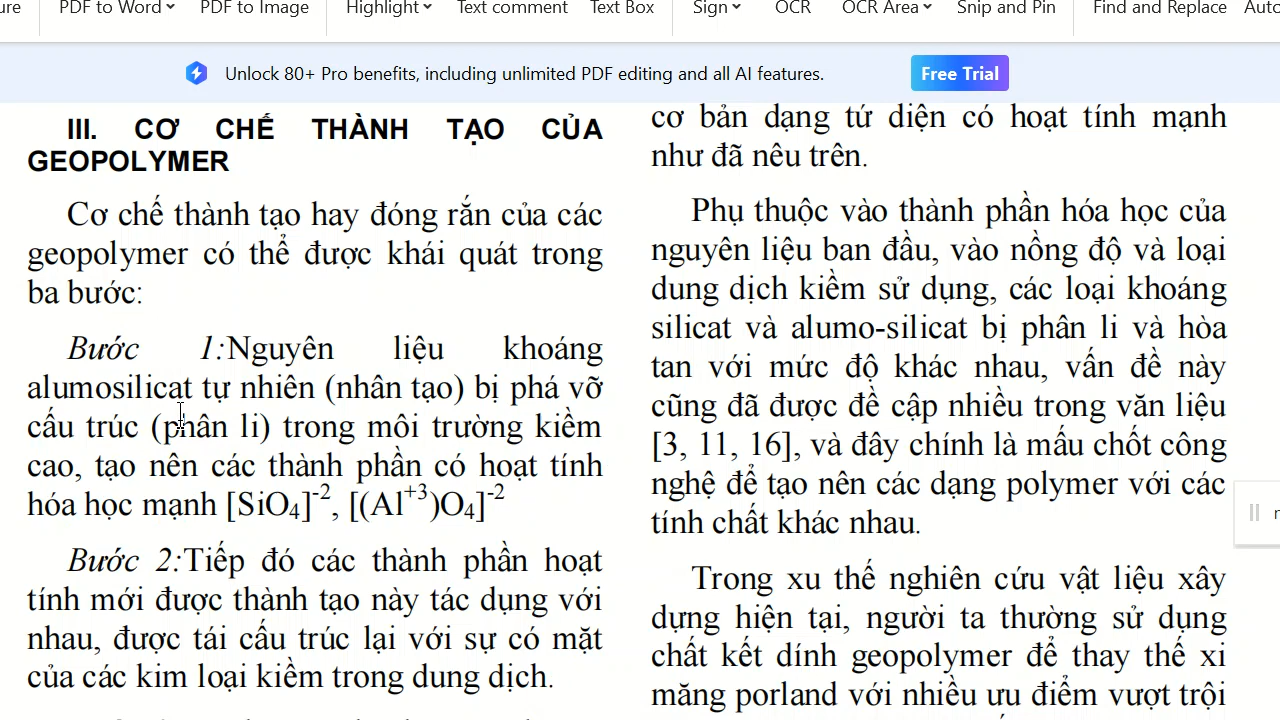 ure PDF to Word PDF to Image Highlight Text comment Text Box Sign OCR OCR Area Snip and Pin Find and Replace Auto
Unlock 80+ Pro benefits, including unlimited PDF editing and all AI features. Free Trial
III. CƠ CHẾ THÀNH TẠO CỦA
GEOPOLYMER
Cơ chế thành tạo hay đóng rắn của các
geopolymer có thể được khái quát trong
ba bước:
Bước 1:Nguyên liệu khoáng
alumosilicat tự nhiên (nhân tạo) bị phá vỡ
cấu trúc (phân li) trong môi trường kiềm
cao, tạo nên các thành phần có hoạt tính
hóa học mạnh [SiO₄]⁻², [(Al⁺³)O₄]⁻²
Bước 2:Tiếp đó các thành phần hoạt
tính mới được thành tạo này tác dụng với
nhau, được tái cấu trúc lại với sự có mặt
của các kim loại kiềm trong dung dịch.
cơ bản dạng tứ diện có hoạt tính mạnh
như đã nêu trên.
Phụ thuộc vào thành phần hóa học của
nguyên liệu ban đầu, vào nồng độ và loại
dung dịch kiềm sử dụng, các loại khoáng
silicat và alumo-silicat bị phân li và hòa
tan với mức độ khác nhau, vấn đề này
cũng đã được đề cập nhiều trong văn liệu
[3, 11, 16], và đây chính là mấu chốt công
nghệ để tạo nên các dạng polymer với các
tính chất khác nhau.
Trong xu thế nghiên cứu vật liệu xây
dựng hiện tại, người ta thường sử dụng
chất kết dính geopolymer để thay thế xi
măng porland với nhiều ưu điểm vượt trội